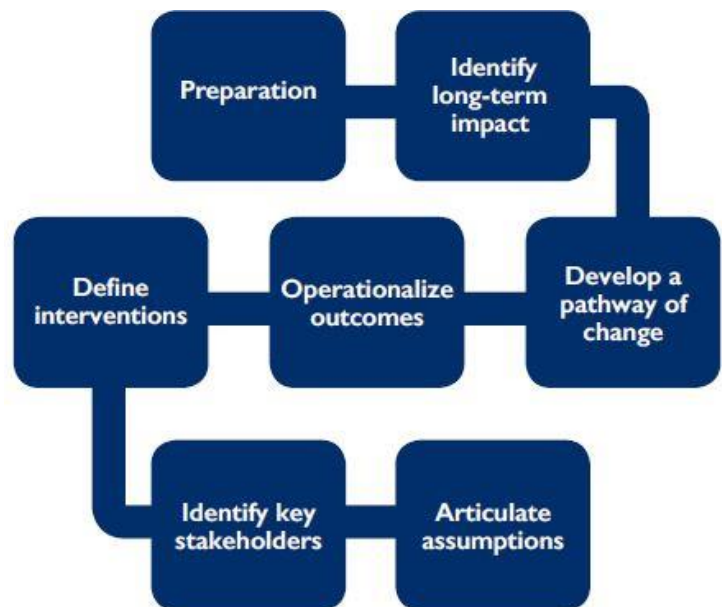 Preparation
Identify
long-term
impact
Develop a
pathway of
change
Operationalize
outcomes
Define
interventions
Identify key
stakeholders
Articulate
assumptions